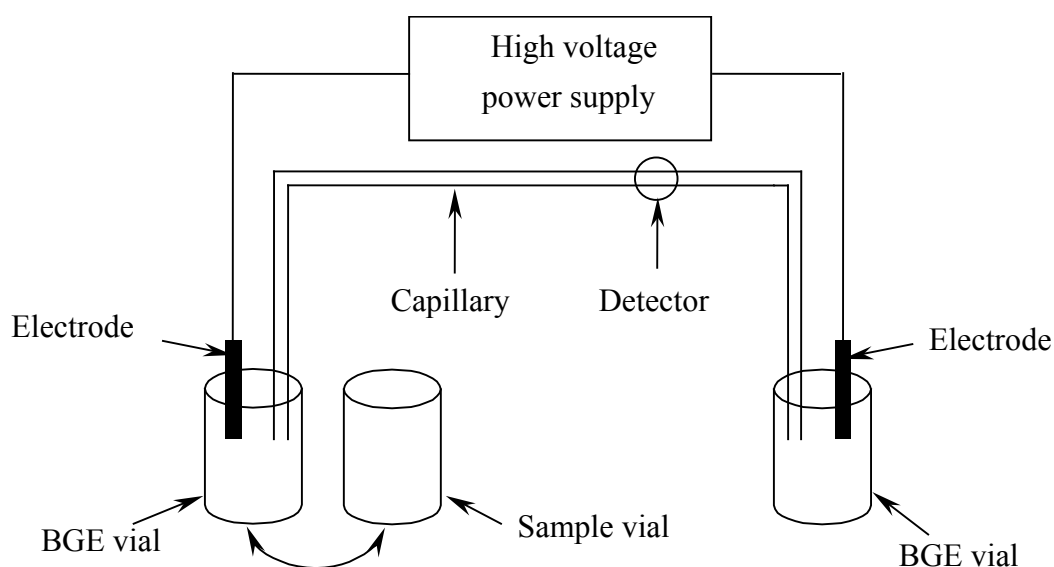 High voltage
power supply
Capillary
Detector
Electrode
Electrode
BGE vial
Sample vial
BGE vial